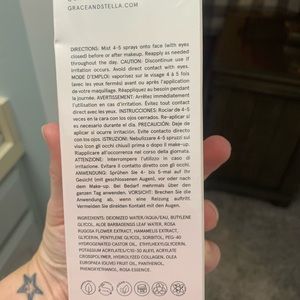 GRACEANDSTELLA.COM
DIRECTIONS: Mist 4-5 sprays onto face (with eyes
closed) before or after makeup. Reapply as needed
throughout the day. CAUTION: Discontinue use if
irritation occurs. Avoid direct contact with eyes.
MODE D'EMPLOI: vaporisez sur le visage 4 à 5 fois
(avec les yeux fermés) avant ou après l'application
de votre maquillage. Réappliquez au besoin pendant
la journée. AVERTISSEMENT: Arrêtez immédiatement
l'utilisation en cas d'irritation. Évitez tout contact
direct avec les yeux. INSTRUCCIONES: Rociar de 4-5
veces en la cara con los ojos cerrados. Re-aplicar si
es necesario durante el día. PRECAUCIÓN: Deje de
aplicar si ocurre irritación. Evite contacto directo
con los ojos. ISTRUZIONI: Nebulizzare 4-5 spruzzi sul
viso (con gli occhi chiusi) prima o dopo il make-up.
Riapplicare all'occorrenza nel corso della giornata.
ATTENZIONE: Interrompere l'utilizzo in caso di
irritazione. Evitare il contatto diretto con gli occhi.
ANWENDUNG: Sprühen Sie 4- bis 5-mal auf Ihr
Gesicht (mit geschlossenen Augen), vor oder nach
dem Make-up. Bei Bedarf mehrmals über den
ganzen Tag anwenden. VORSICHT: Brechen Sie die
Anwendung ab, wenn eine Reizung auftritt.
Vermeiden Sie direkten Kontakt mit den Augen.
INGREDIENTS: DEIONIZED WATER/AQUA/EAU, BUTYLENE
GLYCOL, ALOE BARBADENSIS LEAF WATER, ROSA
RUGOSA FLOWER EXTRACT, HAMAMELIS EXTRACT,
GLYCERIN, PENTYLENE GLYCOL, SORBITOL, PEG-40
HYDROGENATED CASTOR OIL, ETHYLHEXYLGLYCERIN,
POTASSIUM ACRYLATES/C10-30 ALKYL ACRYLATE
CROSSPOLYMER, HYDROLYZED COLLAGEN, OLEA
EUROPAEA (OLIVE) FRUIT OIL, PANTHENOL,
PHENOXYETHANOL, ROSA ESSENCE.